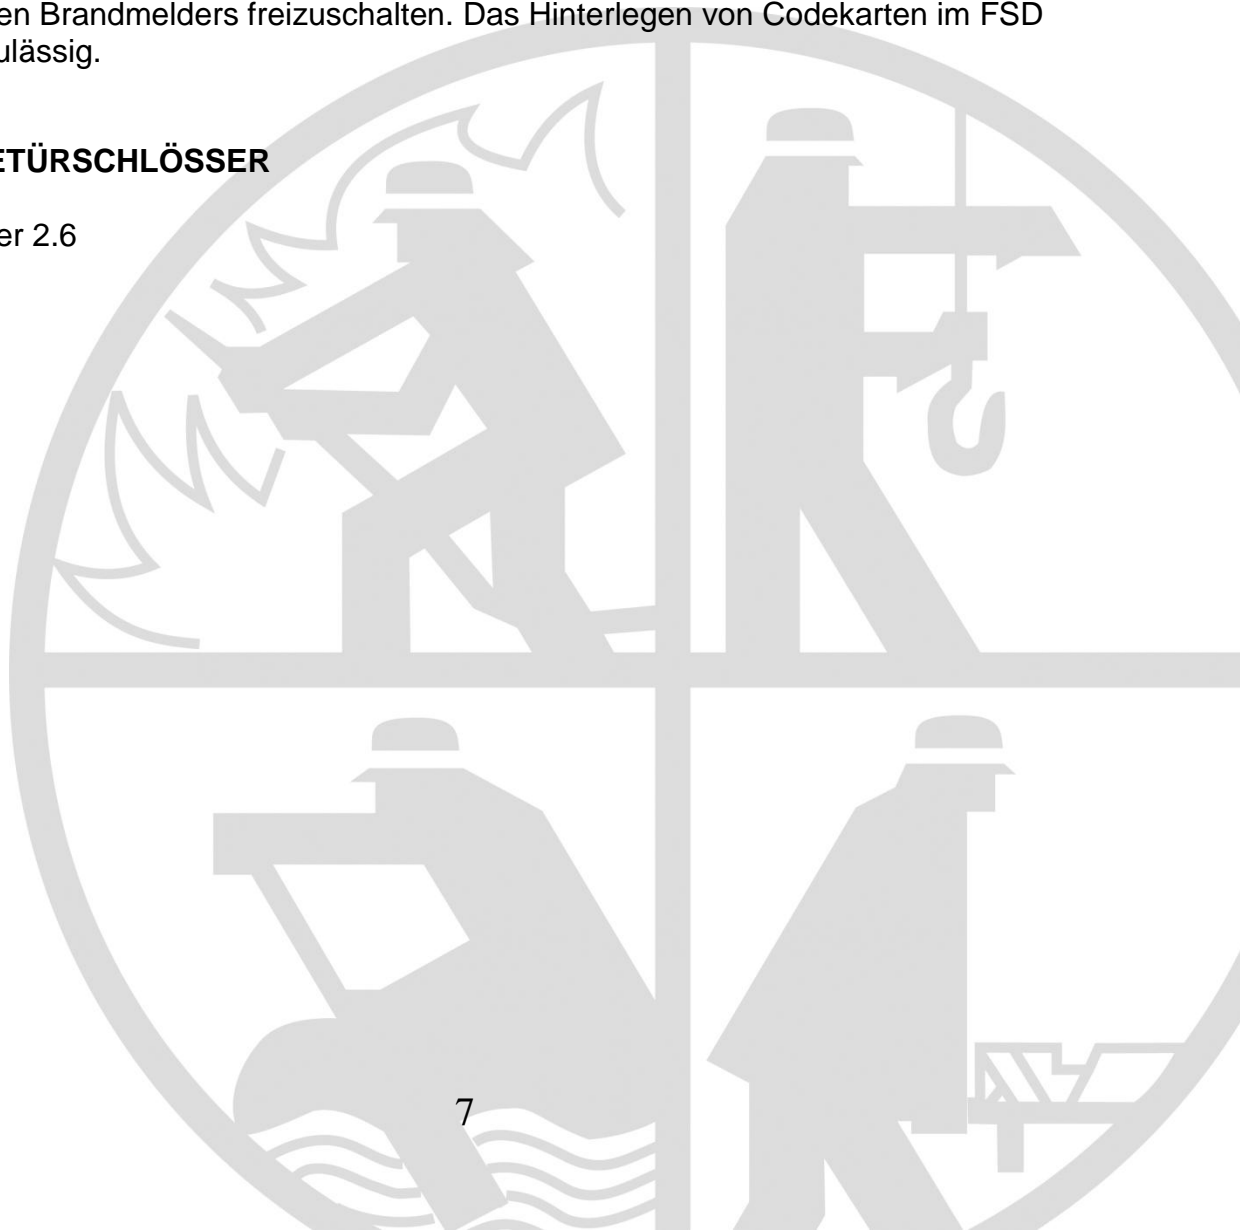 en Brandmelders freizuschalten. Das Hinterlegen von Codekarten im FSD
ulässig.
ETÜRSCHLÖSSER
er 2.6
7